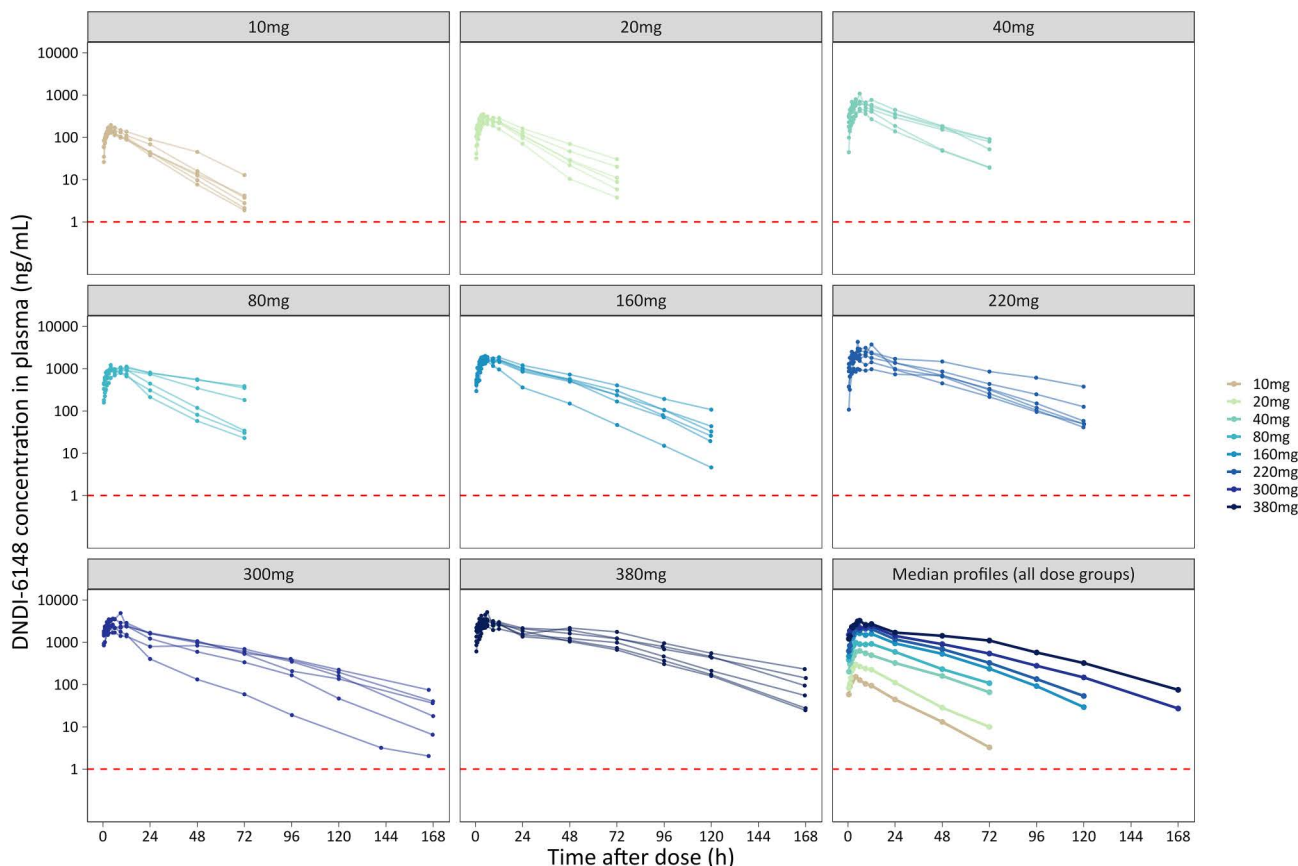 10mg
20mg
40mg
10000
1000
100
10
1
80mg
160mg
220mg
10000
1000
100
10
1
300mg
380mg
Median profiles (all dose groups)
10000
1000
100
10
1
0 24 48 72 96 120 144 168
0 24 48 72 96 120 144 168
0 24 48 72 96 120 144 168
DNDI-6148 concentration in plasma (ng/mL)
Time after dose (h)
10mg
20mg
40mg
80mg
160mg
220mg
300mg
380mg